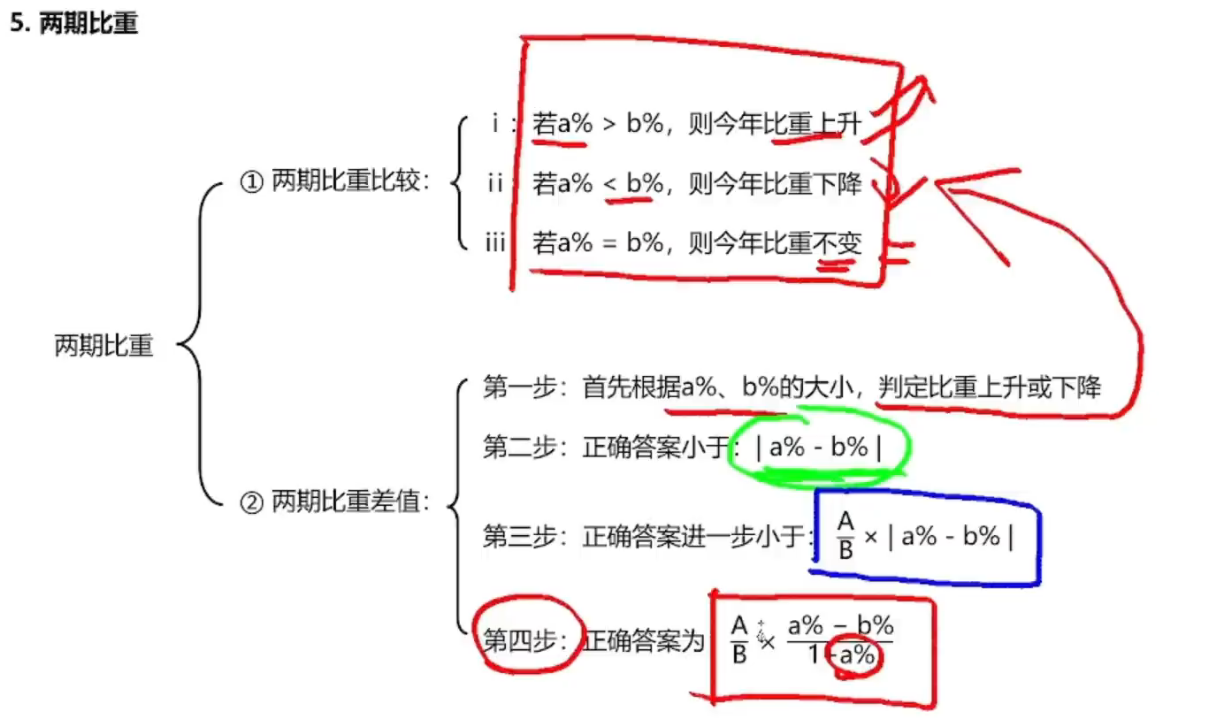 5. 两期比重
① 两期比重比较：
i：若a% > b%，则今年比重上升
ii 若a% < b%，则今年比重下降
iii 若a% = b%，则今年比重不变
两期比重
② 两期比重差值：
第一步：首先根据a%、b%的大小，判定比重上升或下降
第二步：正确答案小于：| a% - b% |
第三步：正确答案进一步小于：A/B × | a% - b% |
第四步：正确答案为 A/B × (a% − b%)/(1+a%)